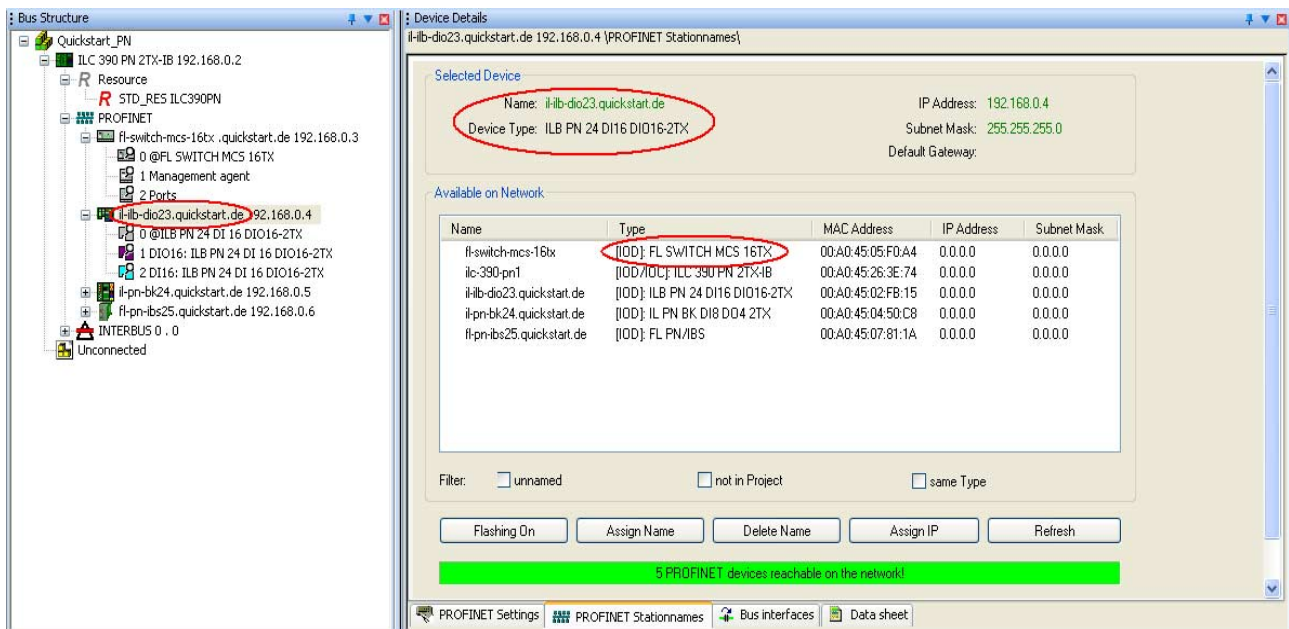 Bus Structure
Quickstart_PN
ILC 390 PN 2TX-IB 192.168.0.2
R Resource
R STD_RES ILC390PN
PROFINET
fl-switch-mcs-16tx .quickstart.de 192.168.0.3
0 @FL SWITCH MCS 16TX
1 Management agent
2 Ports
il-ilb-dio23.quickstart.de 192.168.0.4
0 @ILB PN 24 DI 16 DIO16-2TX
1 DIO16: ILB PN 24 DI 16 DIO16-2TX
2 DI16: ILB PN 24 DI 16 DIO16-2TX
il-pn-bk24.quickstart.de 192.168.0.5
fl-pn-ibs25.quickstart.de 192.168.0.6
INTERBUS 0 . 0
Unconnected
Device Details
il-ilb-dio23.quickstart.de 192.168.0.4 \PROFINET Stationnames\
Selected Device
Name: il-ilb-dio23.quickstart.de IP Address: 192.168.0.4
Device Type: ILB PN 24 DI16 DIO16-2TX Subnet Mask: 255.255.255.0
Default Gateway:
Available on Network
Name Type MAC Address IP Address Subnet Mask
fl-switch-mcs-16tx [IOD]: FL SWITCH MCS 16TX 00:A0:45:05:F0:A4 0.0.0.0 0.0.0.0
ilc-390-pn1 [IOD/IOC]: ILC 390 PN 2TX-IB 00:A0:45:26:3E:74 0.0.0.0 0.0.0.0
il-ilb-dio23.quickstart.de [IOD]: ILB PN 24 DI16 DIO16-2TX 00:A0:45:02:FB:15 0.0.0.0 0.0.0.0
il-pn-bk24.quickstart.de [IOD]: IL PN BK DI8 DO4 2TX 00:A0:45:04:50:C8 0.0.0.0 0.0.0.0
fl-pn-ibs25.quickstart.de [IOD]: FL PN/IBS 00:A0:45:07:81:1A 0.0.0.0 0.0.0.0
Filter: unnamed not in Project same Type
Flashing On Assign Name Delete Name Assign IP Refresh
5 PROFINET devices reachable on the network!
PROFINET Settings PROFINET Stationnames Bus interfaces Data sheet